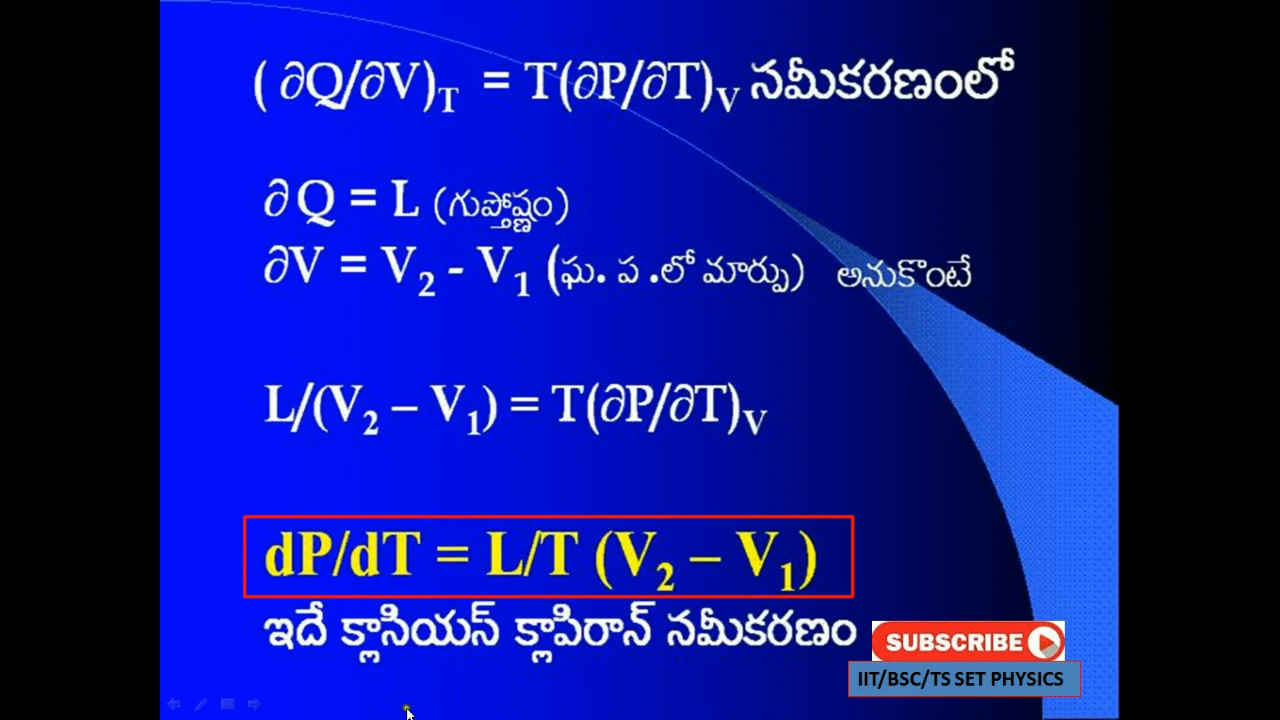 ( ∂Q/∂V)T = T(∂P/∂T)V సమీకరణంలో
∂ Q = L (గుప్తోష్ణం)
∂V = V2 - V1 (ఘ. ప .లో మార్పు) అనుకొంటే
L/(V2 – V1) = T(∂P/∂T)V
dP/dT = L/T (V2 – V1)
ఇదే క్లాసియస్ క్లాపిరాన్ సమీకరణం
SUBSCRIBE
IIT/BSC/TS SET PHYSICS